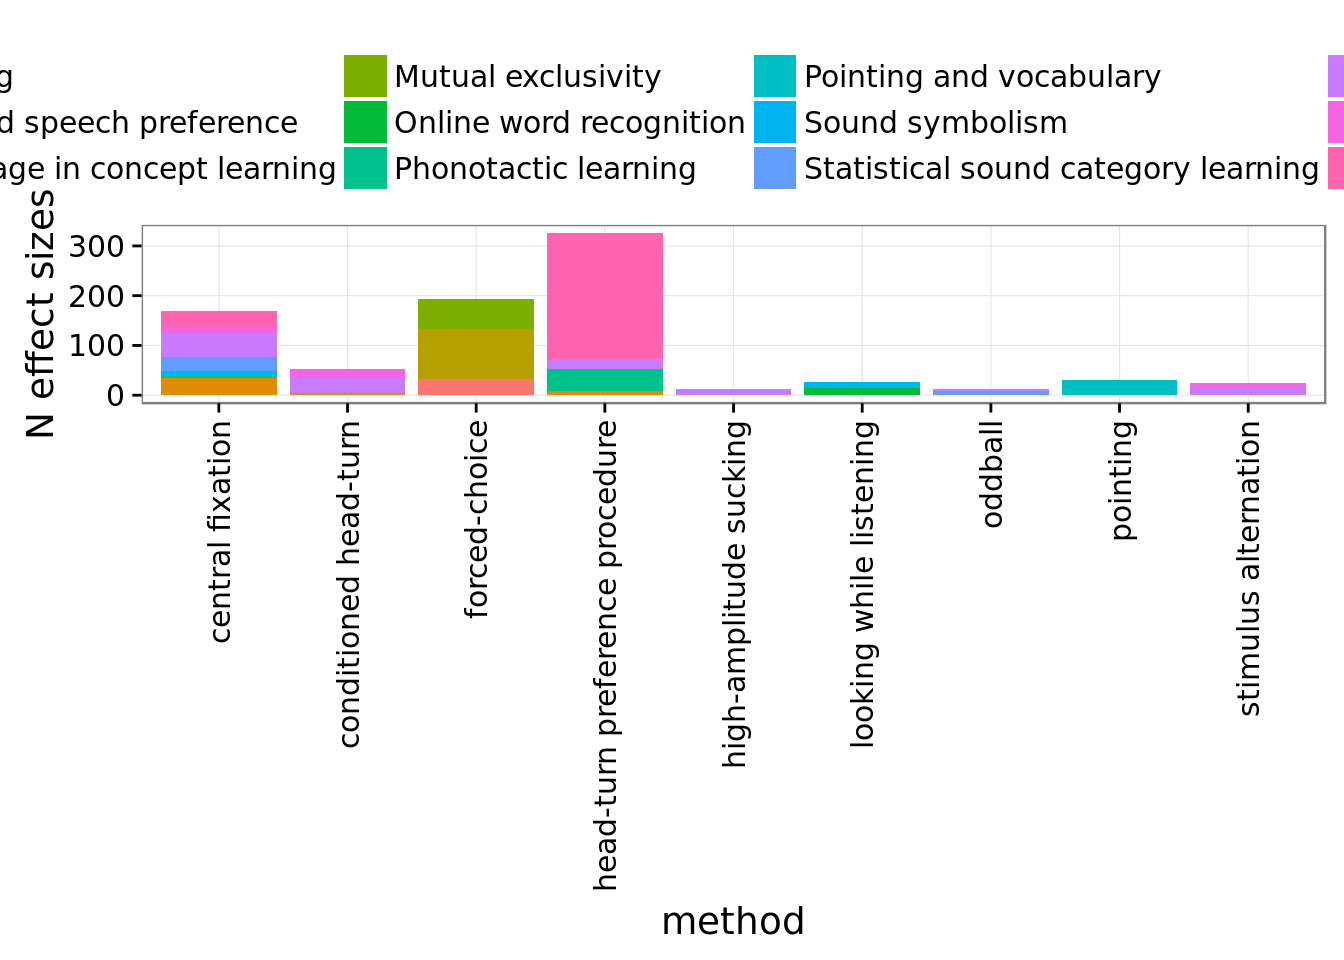 g Mutual exclusivity Pointing and vocabulary
d speech preference Online word recognition Sound symbolism
age in concept learning Phonotactic learning Statistical sound category learning
N effect sizes
300
200
100
0
central fixation
conditioned head-turn
forced-choice
head-turn preference procedure
high-amplitude sucking
looking while listening
oddball
pointing
stimulus alternation
method